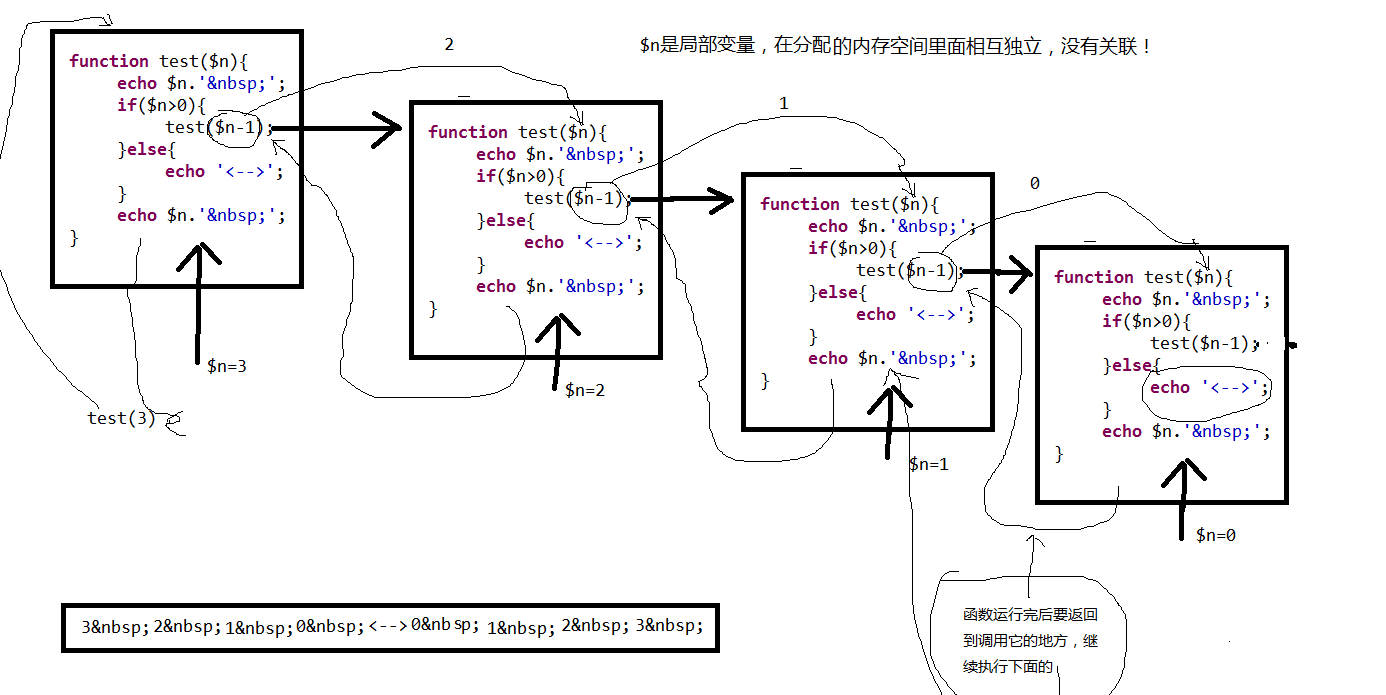 $n是局部变量，在分配的内存空间里面相互独立，没有关联！
function test($n){
echo $n.'&nbsp;';
if($n>0){
test($n-1);
}else{
echo '<-->';
}
echo $n.'&nbsp;';
}
$n=3
test(3)
2
function test($n){
echo $n.'&nbsp;';
if($n>0){
test($n-1);
}else{
echo '<-->';
}
echo $n.'&nbsp;';
}
$n=2
1
function test($n){
echo $n.'&nbsp;';
if($n>0){
test($n-1);
}else{
echo '<-->';
}
echo $n.'&nbsp;';
}
$n=1
0
function test($n){
echo $n.'&nbsp;';
if($n>0){
test($n-1);
}else{
echo '<-->';
}
echo $n.'&nbsp;';
}
$n=0
函数运行完后要返回
到调用它的地方，继
续执行下面的
3&nbsp;2&nbsp;1&nbsp;0&nbsp;<-->0&nbsp;1&nbsp;2&nbsp;3&nbsp;